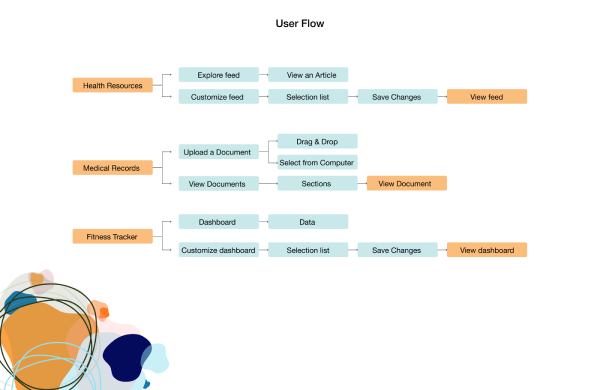 User Flow
Explore feed
View an Article
Health Resources
Customize feed
Selection list
Save Changes
View feed
Drag & Drop
Upload a Document
Select from Computer
Medical Records
View Documents
Sections
View Document
Dashboard
Data
Fitness Tracker
Customize dashboard
Selection list
Save Changes
View dashboard